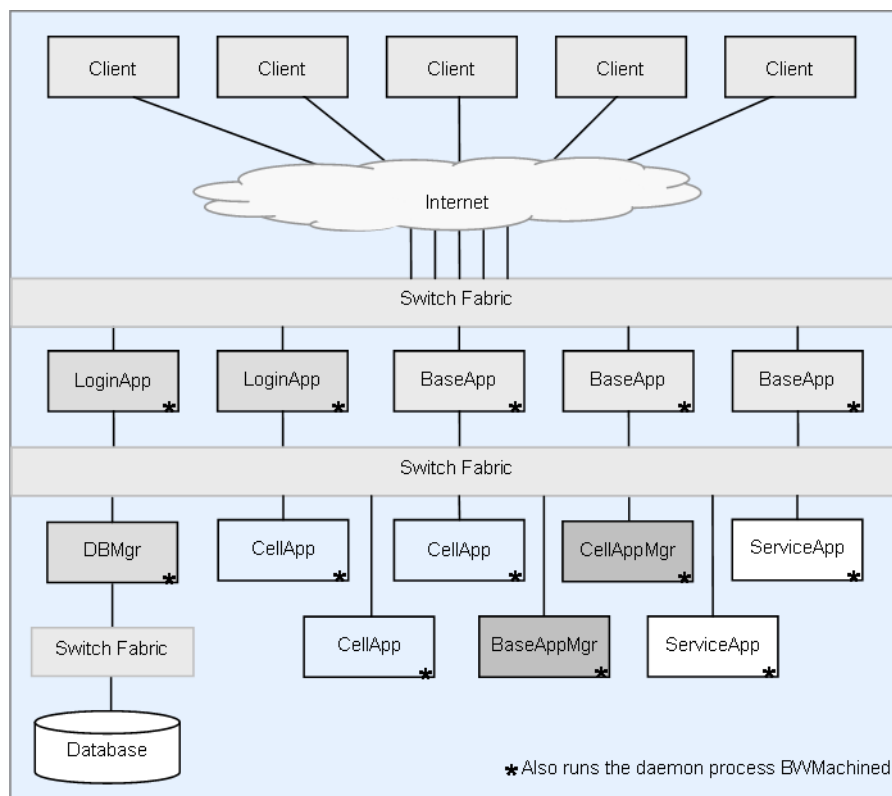 Client
Client
Client
Client
Client
Internet
Switch Fabric
LoginApp
*
LoginApp
*
BaseApp
*
BaseApp
*
BaseApp
*
Switch Fabric
DBMgr
*
CellApp
*
CellApp
*
CellAppMgr
*
ServiceApp
*
Switch Fabric
CellApp
*
BaseAppMgr
*
ServiceApp
*
Database
* Also runs the daemon process BWMachined